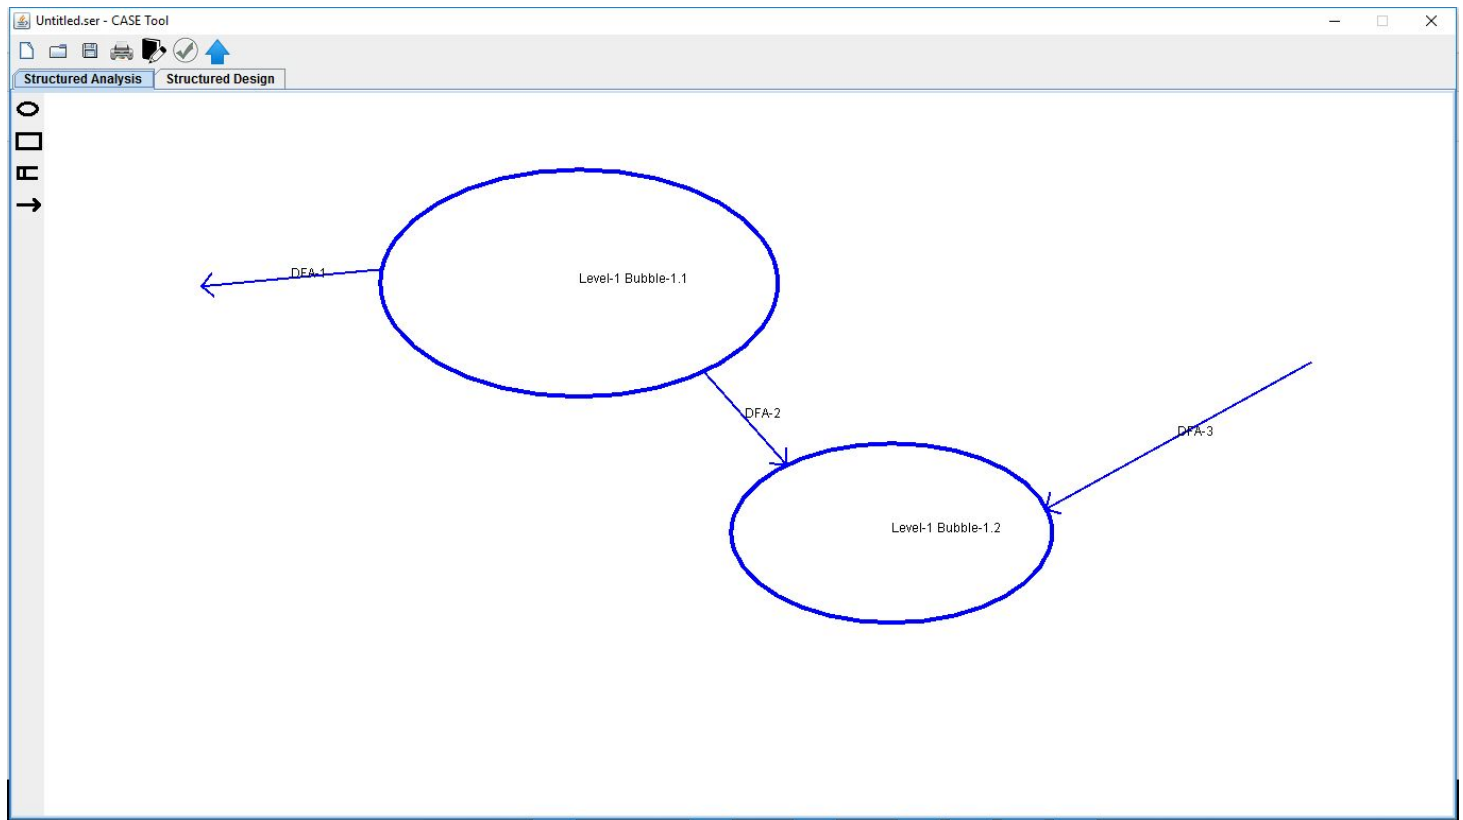 Untitled.ser - CASE Tool
Structured Analysis
Structured Design
Level-1 Bubble-1.1
DFA-1
DFA-2
DFA-3
Level-1 Bubble-1.2